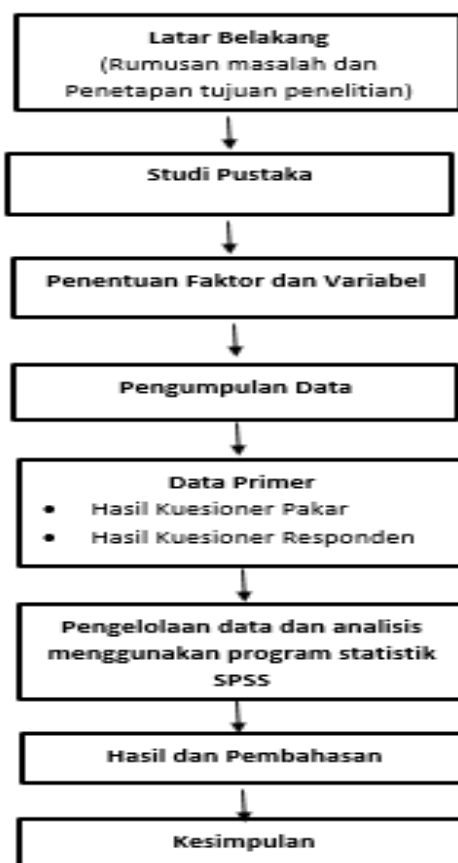 Latar Belakang
(Rumusan masalah dan
Penetapan tujuan penelitian)
Studi Pustaka
Penentuan Faktor dan Variabel
Pengumpulan Data
Data Primer
• Hasil Kuesioner Pakar
• Hasil Kuesioner Responden
Pengelolaan data dan analisis
menggunakan program statistik
SPSS
Hasil dan Pembahasan
Kesimpulan